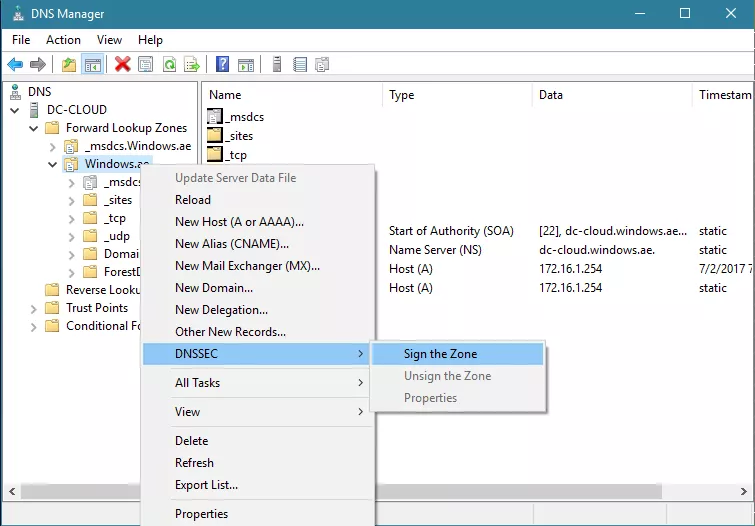 DNS Manager
File Action View Help
DNS
DC-CLOUD
Forward Lookup Zones
_msdcs.Windows.ae
Windows.ae
_msdc
_sites
_tcp
_udp
Domai
ForestD
Reverse Looku
Trust Points
Conditional Fo
Name Type Data Timestam
_msdcs
_sites
_tcp
Start of Authority (SOA) [22], dc-cloud.windows.ae... static
Name Server (NS) dc-cloud.windows.ae. static
Host (A) 172.16.1.254 7/2/2017 7
Host (A) 172.16.1.254 static
Update Server Data File
Reload
New Host (A or AAAA)...
New Alias (CNAME)...
New Mail Exchanger (MX)...
New Domain...
New Delegation...
Other New Records...
DNSSEC
All Tasks
View
Delete
Refresh
Export List...
Properties
Sign the Zone
Unsign the Zone
Properties